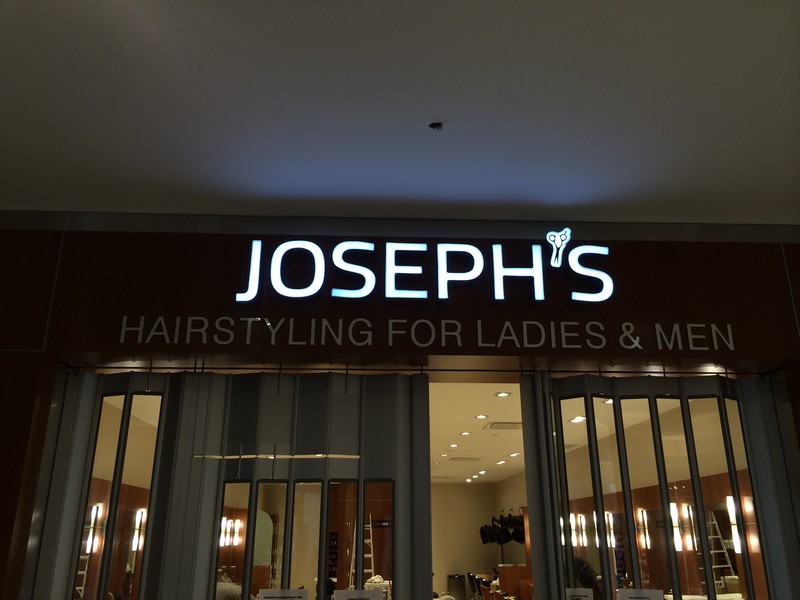 JOSEPH'S
HAIRSTYLING FOR LADIES & MEN